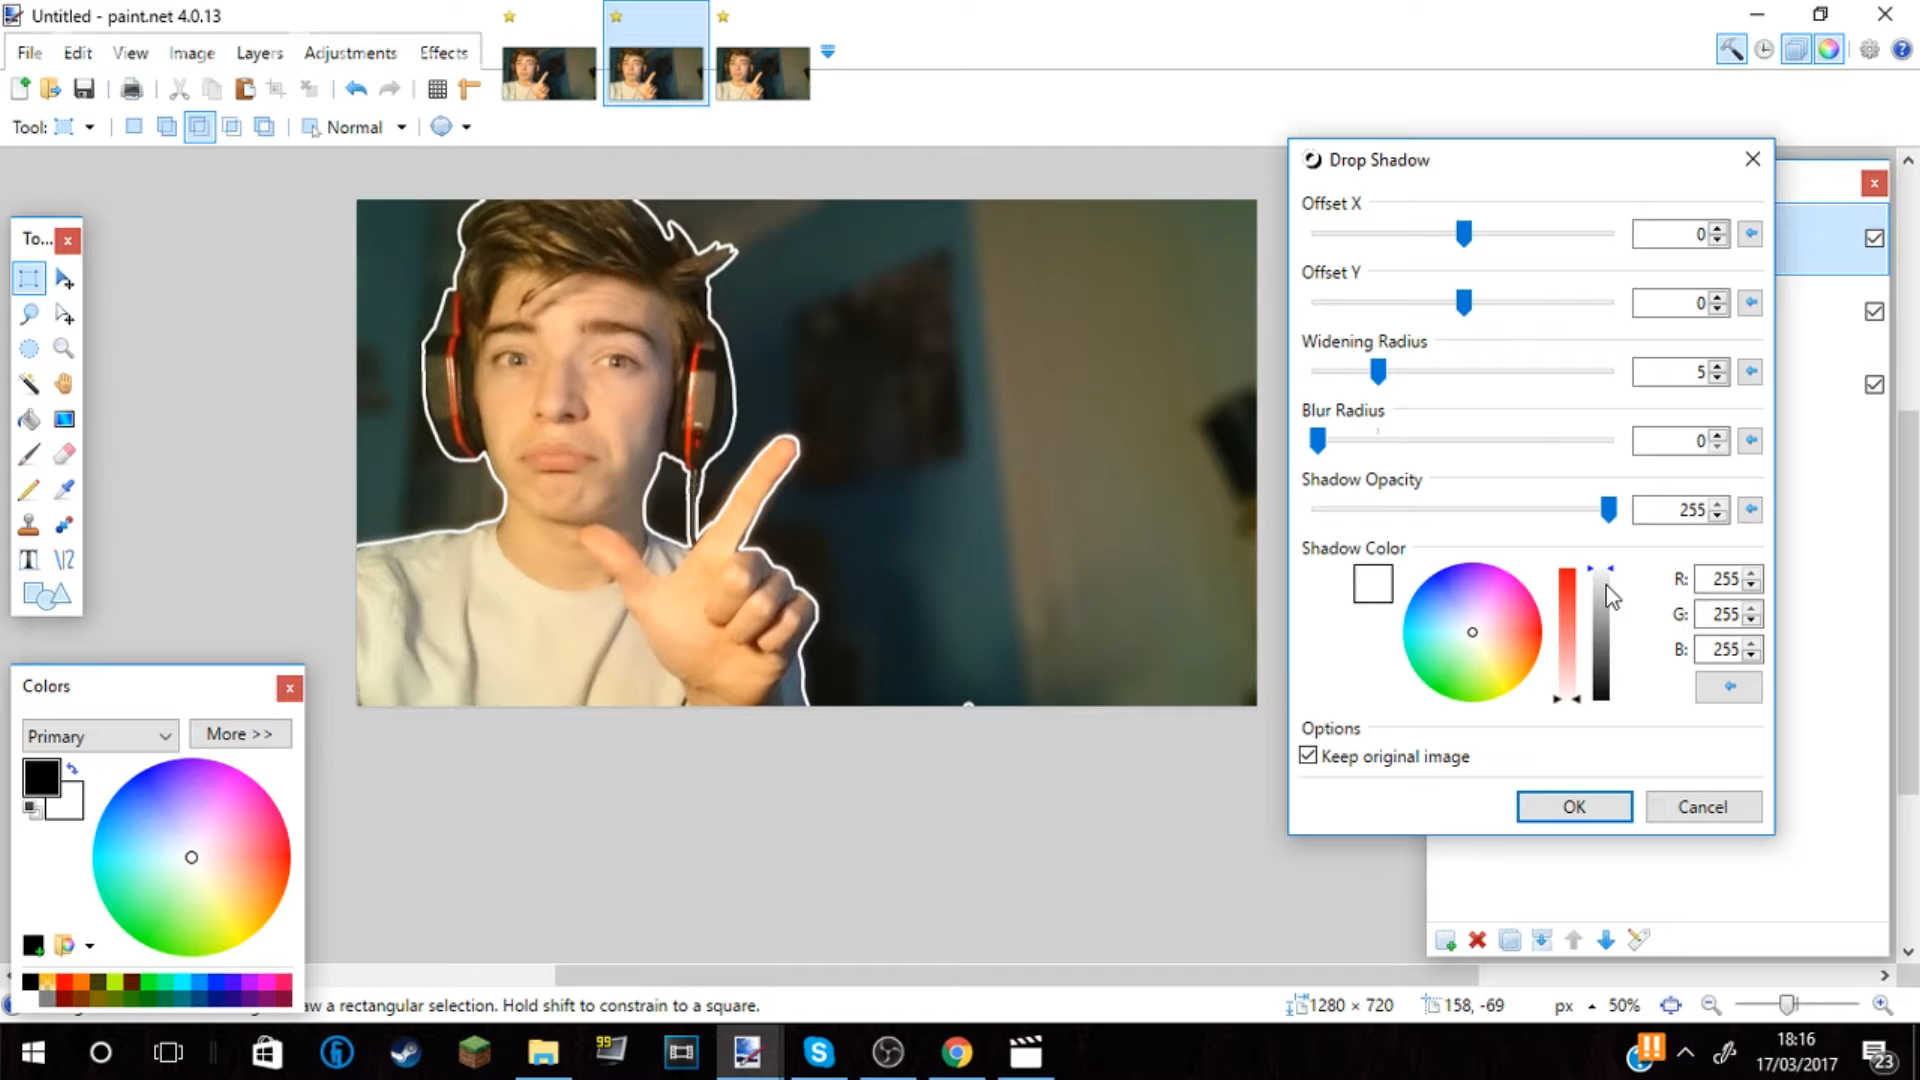 Untitled - paint.net 4.0.13
File Edit View Image Layers Adjustments Effects
Tool: Normal
To...
Drop Shadow
Offset X
0
Offset Y
0
Widening Radius
5
Blur Radius
0
Shadow Opacity
255
Shadow Color
R: 255
G: 255
B: 255
Options
Keep original image
OK Cancel
Colors
Primary More >>
aw a rectangular selection. Hold shift to constrain to a square.
1280 × 720 158, -69 px 50%
99
18:16
17/03/2017
23